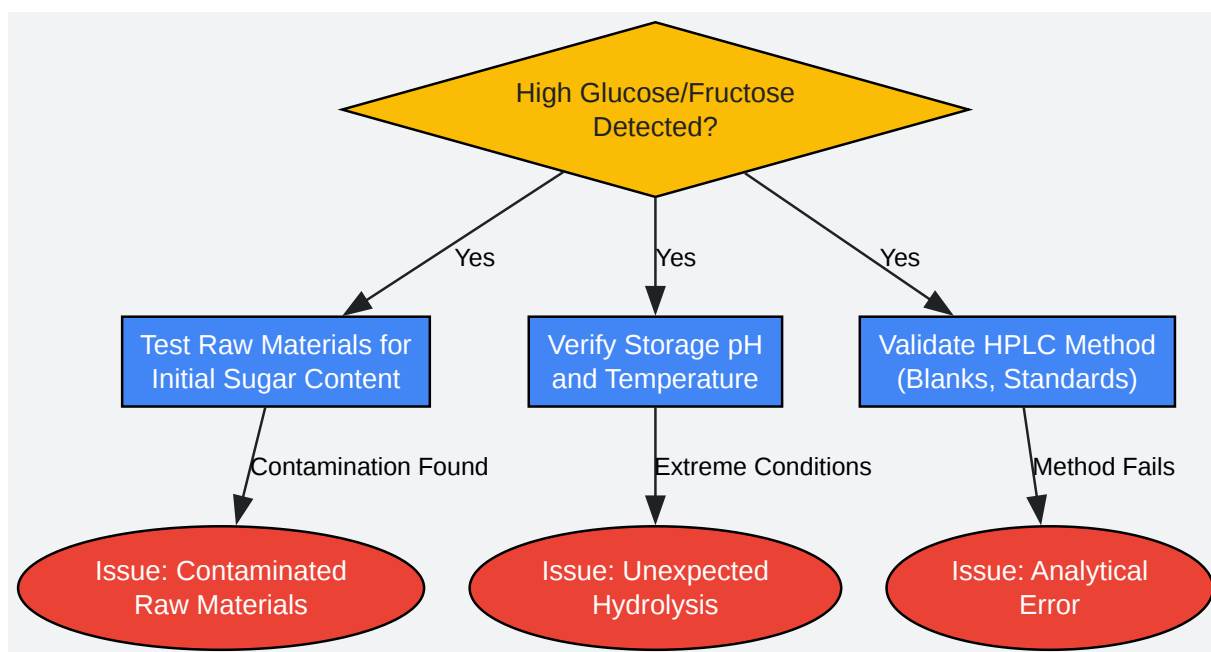 High Glucose/Fructose
Detected?
Yes
Yes
Yes
Test Raw Materials for
Initial Sugar Content
Verify Storage pH
and Temperature
Validate HPLC Method
(Blanks, Standards)
Contamination Found
Extreme Conditions
Method Fails
Issue: Contaminated
Raw Materials
Issue: Unexpected
Hydrolysis
Issue: Analytical
Error